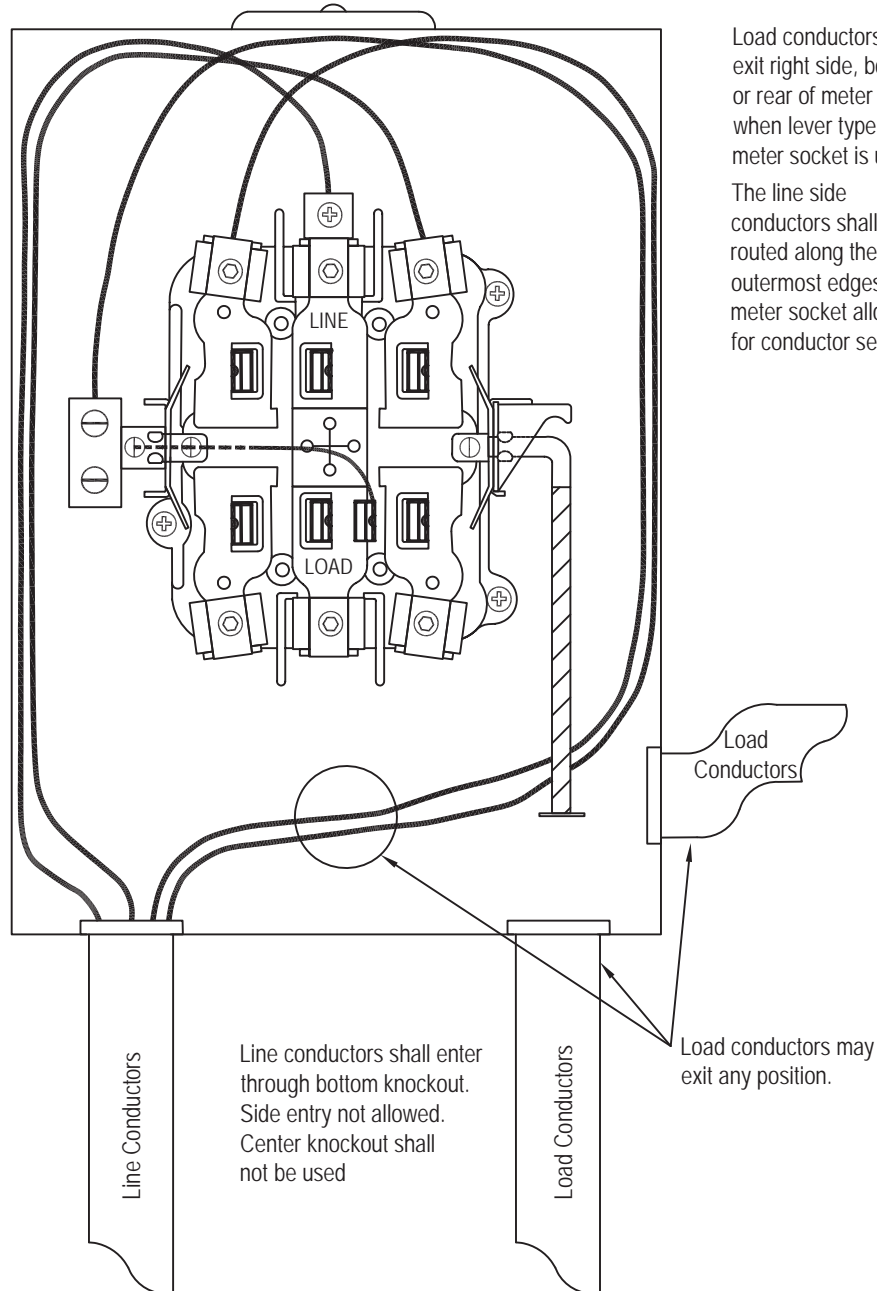 Load conductors
exit right side, bo
or rear of meter
when lever type
meter socket is u
The line side
conductors shall
routed along the
outermost edges
meter socket allo
for conductor se
LINE
LOAD
Load
Conductors
Line Conductors
Line conductors shall enter
through bottom knockout.
Side entry not allowed.
Center knockout shall
not be used
Load Conductors
Load conductors may
exit any position.